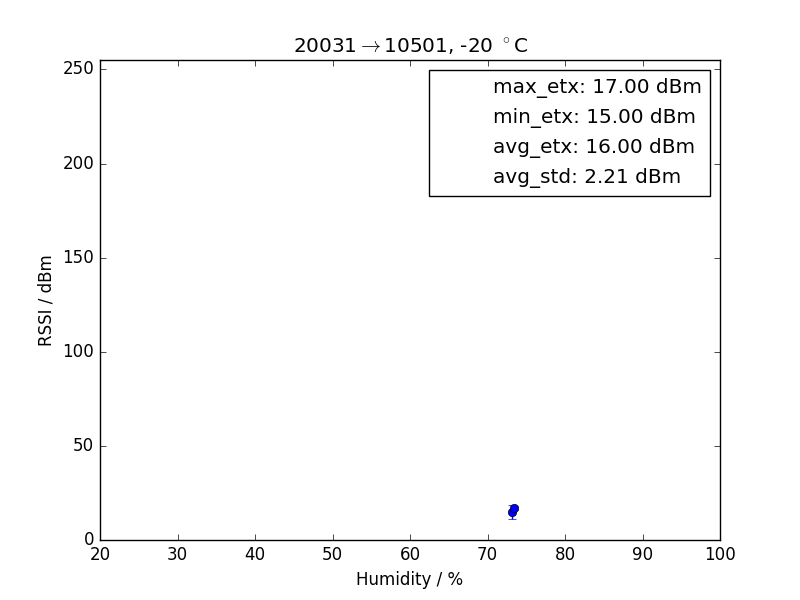 20031→10501, -20 °C
250
200
150
100
50
0
RSSI / dBm
max_etx: 17.00 dBm
min_etx: 15.00 dBm
avg_etx: 16.00 dBm
avg_std: 2.21 dBm
20 30 40 50 60 70 80 90 100
Humidity / %